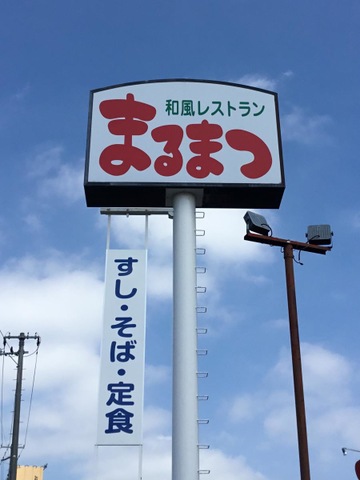 和風レストラン
まるまつ
すし・そば・定食